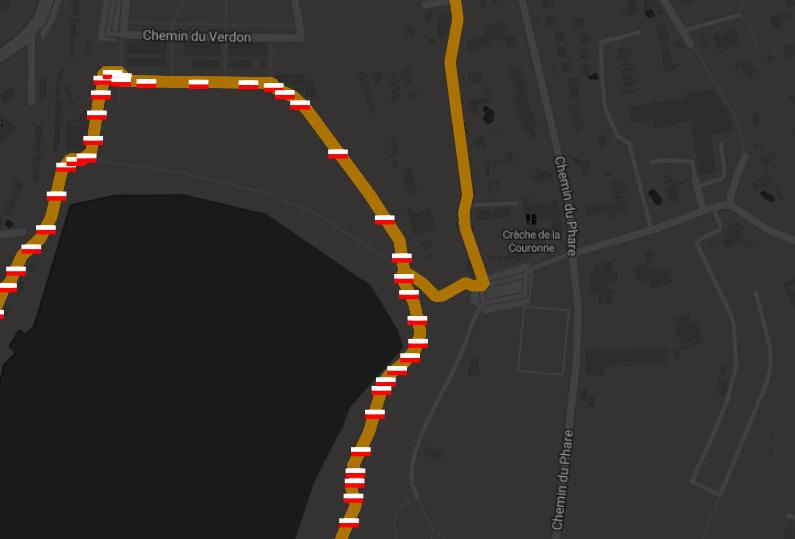 Chemin du Verdon
Chemin du Phare
Crèche de la
Couronne
Chemin du Phare